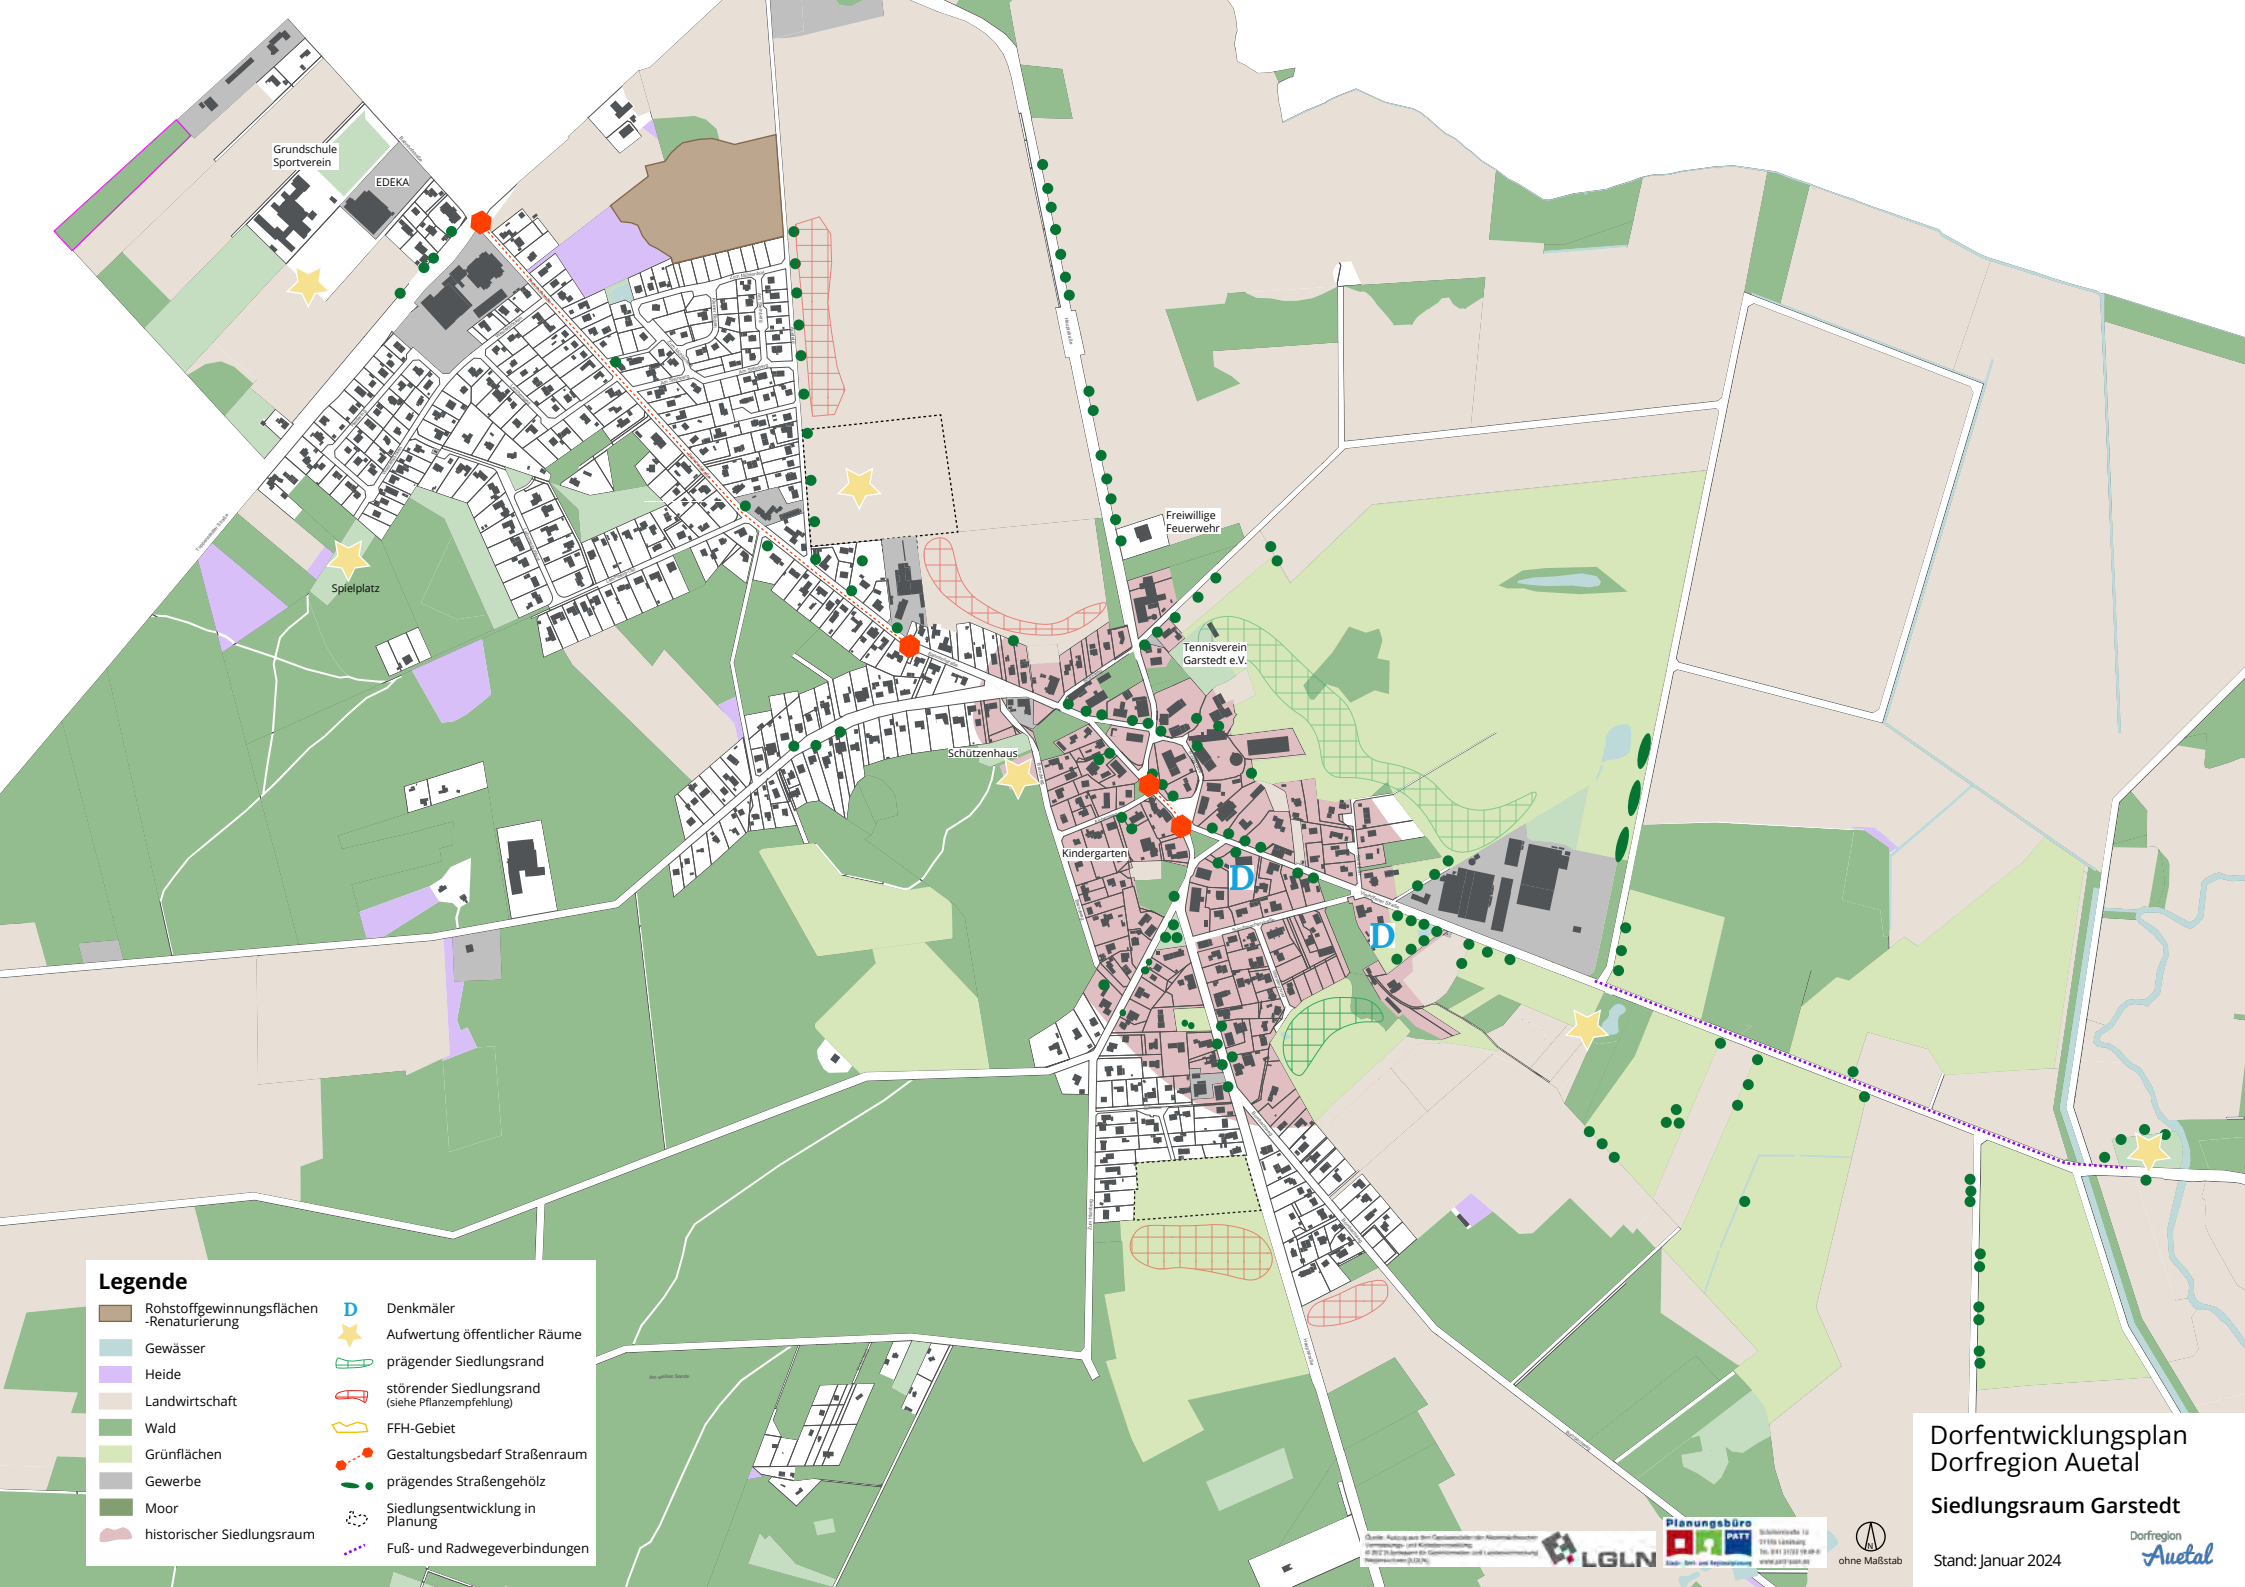 Grundschule
Sportverein
EDEKA
Freiwillige
Feuerwehr
Spielplatz
Tennisverein
Garstedt e.V.
Schützenhaus
Kindergarten
D
D
Legende
Rohstoffgewinnungsflächen
-Renaturierung
Gewässer
Heide
Landwirtschaft
Wald
Grünflächen
Gewerbe
Moor
historischer Siedlungsraum
D Denkmäler
Aufwertung öffentlicher Räume
prägender Siedlungsrand
störender Siedlungsrand
(siehe Pflanzempfehlung)
FFH-Gebiet
Gestaltungsbedarf Straßenraum
prägendes Straßengehölz
Siedlungsentwicklung in
Planung
Fuß- und Radwegeverbindungen
LGLN
Planungsbüro
PATT
N
ohne Maßstab
Dorfentwicklungsplan
Dorfregion Auetal
Siedlungsraum Garstedt
Stand: Januar 2024
Dorfregion
Auetal